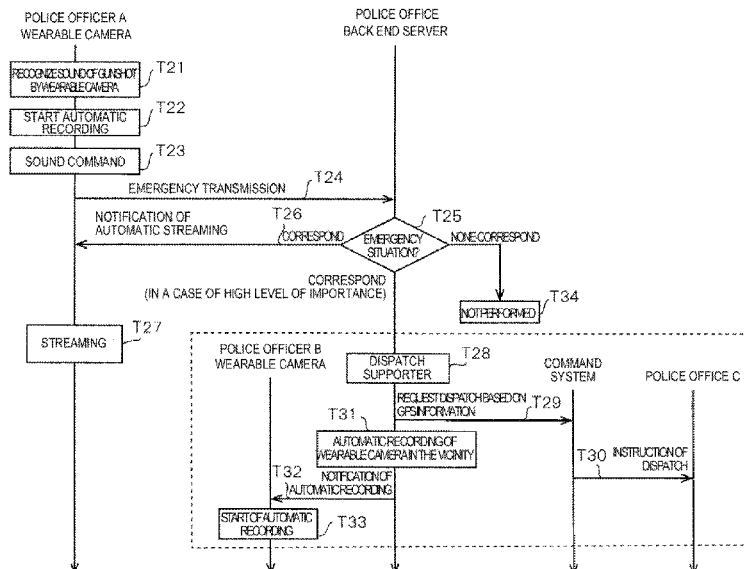 POLICE OFFICER A
WEARABLE CAMERA
POLICE OFFICE
BACK END SERVER
RECOGNIZE SOUND OF GUNSHOT
BY WEARABLE CAMERA
T21
START AUTOMATIC
RECORDING
T22
SOUND COMMAND
T23
EMERGENCY TRANSMISSION
T24
NOTIFICATION OF
AUTOMATIC STREAMING
T26
CORRESPOND
EMERGENCY
SITUATION?
T25
NONE CORRESPOND
CORRESPOND
(IN A CASE OF HIGH LEVEL OF IMPORTANCE)
NOT PERFORMED
T34
STREAMING
T27
POLICE OFFICER B
WEARABLE CAMERA
DISPATCH
SUPPORTER
T28
COMMAND
SYSTEM
POLICE OFFICE C
REQUEST DISPATCH BASED ON
GPS INFORMATION
T29
T31
AUTOMATIC RECORDING OF
WEARABLE CAMERA IN THE VICINITY
T30
INSTRUCTION OF
DISPATCH
T32
NOTIFICATION OF
AUTOMATIC RECORDING
START OF AUTOMATIC
RECORDING
T33